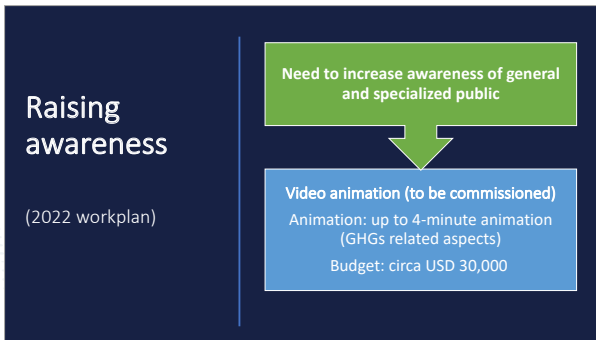 Raising
awareness
(2022 workplan)
Need to increase awareness of general
and specialized public
Video animation (to be commissioned)
Animation: up to 4-minute animation
(GHGs related aspects)
Budget: circa USD 30,000